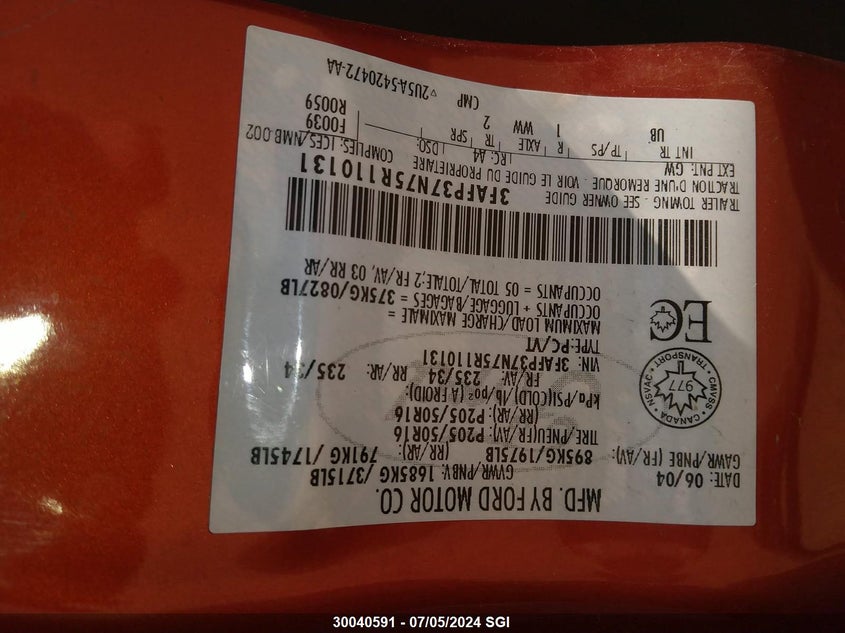 MFD. BY FORD MOTOR CO.
DATE: 06/04 GVWR/PNBV: 1685KG /3715LB
GAWR/PNBE (FR/AV): 895KG/1975LB (RR/AR): 791KG /1745LB
TIRE/PNEU(FR/AV): P205/50R16
(RR/AR): P205/50R16
kPa/PSI(CLD)/lb/po² (A FROID):
FR/AV: 235/34 RR/AR: 235/34
VIN: 3FAFP37N75R110131
TYPE:PC/VT
MAXIMUM LOAD/CHARGE MAXIMALE =
OCCUPANTS + LUGGAGE/BAGAGES = 375KG/0827LB
OCCUPANTS = 05 TOTAL/TOTALE;2 FR/AV, 03 RR/AR
NSVAC · CMVSS · TRANSPORT · CANADA
977
EC
3FAFP37N75R110131
TRAILER TOWING - SEE OWNER GUIDE
TRACTION D'UNE REMORQUE - VOIR LE GUIDE DU PROPRIETAIRE
COMPLIES: ICES/NMB.002
EXT PNT: GW RC: A4 DSO: F0039
INT TR TP/PS R AXLE TR SPR R0059
UB 1 WW 2 CMP
▽ 2U5A-5420472-AA
30040591 - 07/05/2024 SGI